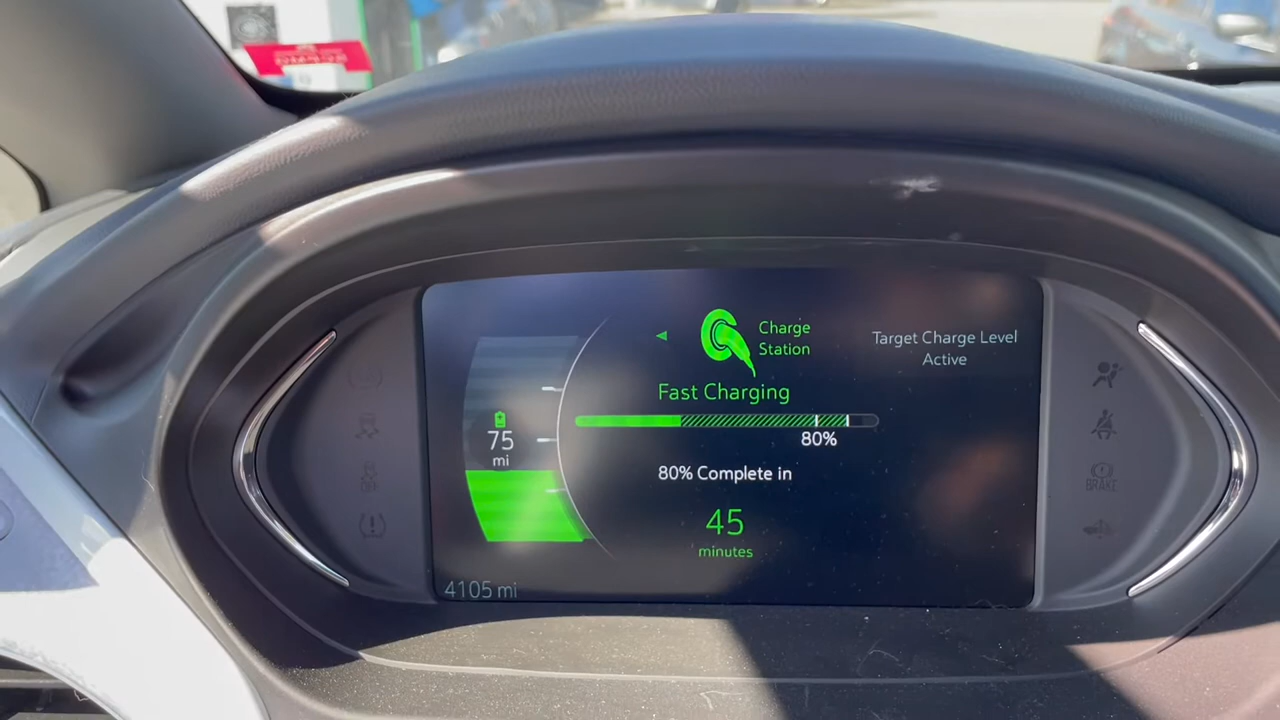 Charge
Station
Target Charge Level
Active
Fast Charging
75
mi
80%
80% Complete in
45
minutes
4105 mi
BRAKE
OFF